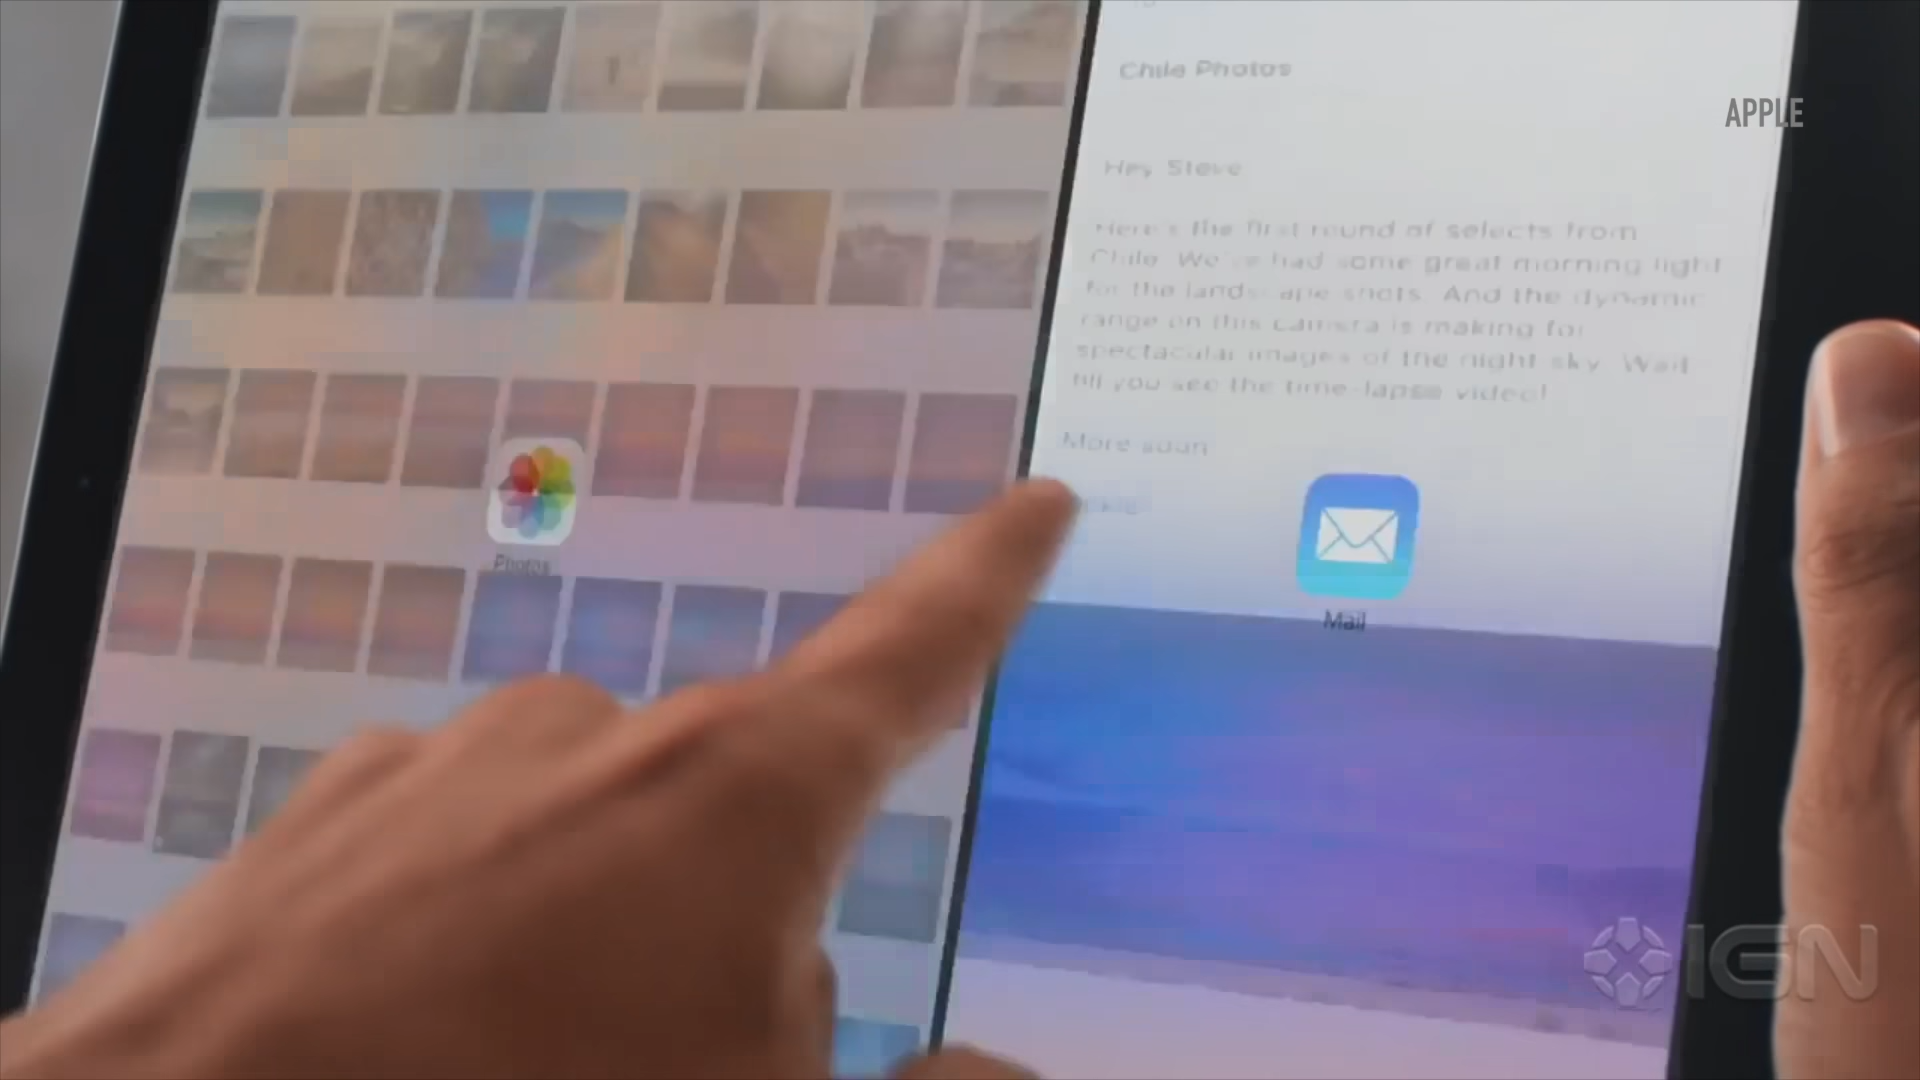 Chile Photos
APPLE
Hey Steve
Here's the first round of selects from
Chile. We've had some great morning light
for the landscape shots. And the dynamic
range on this camera is making for
spectacular images of the night sky. Wait
till you see the time-lapse video!
More soon
Photos
Mail
IGN